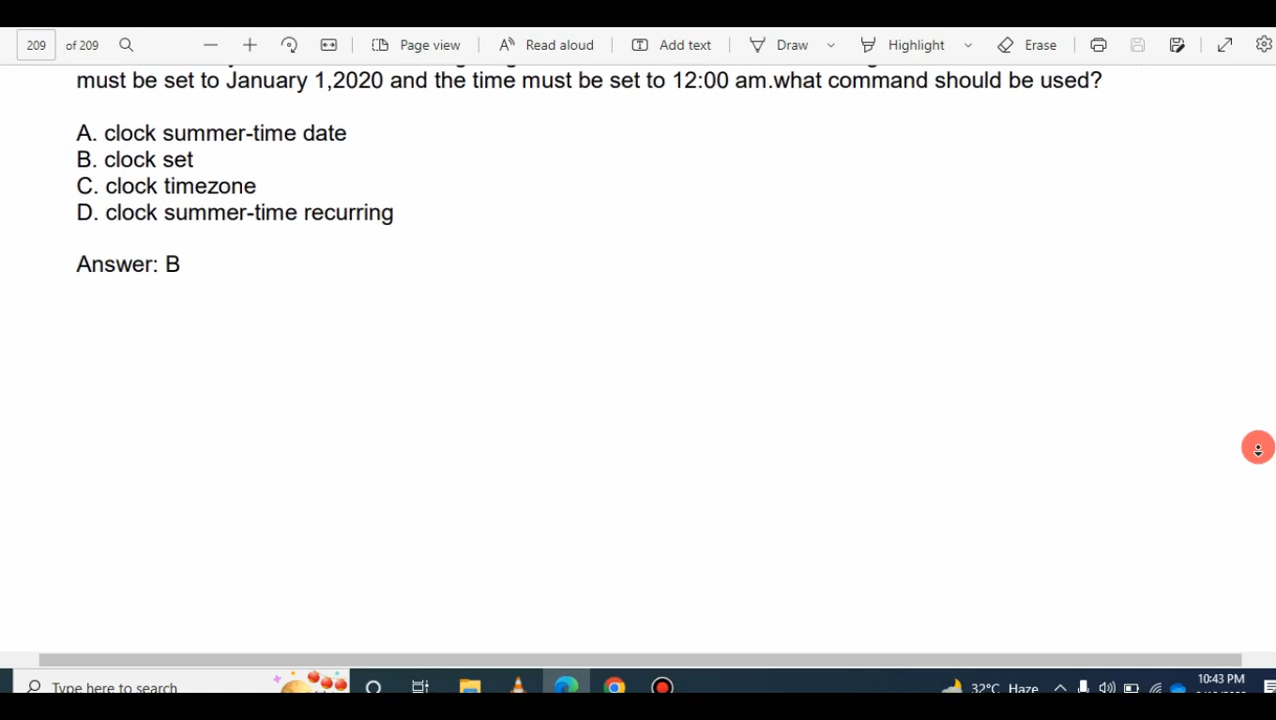 209 of 209
Page view
Read aloud
Add text
Draw
Highlight
Erase
must be set to January 1,2020 and the time must be set to 12:00 am.what command should be used?
A. clock summer-time date
B. clock set
C. clock timezone
D. clock summer-time recurring
Answer: B
Type here to search
32°C Haze
10:43 PM